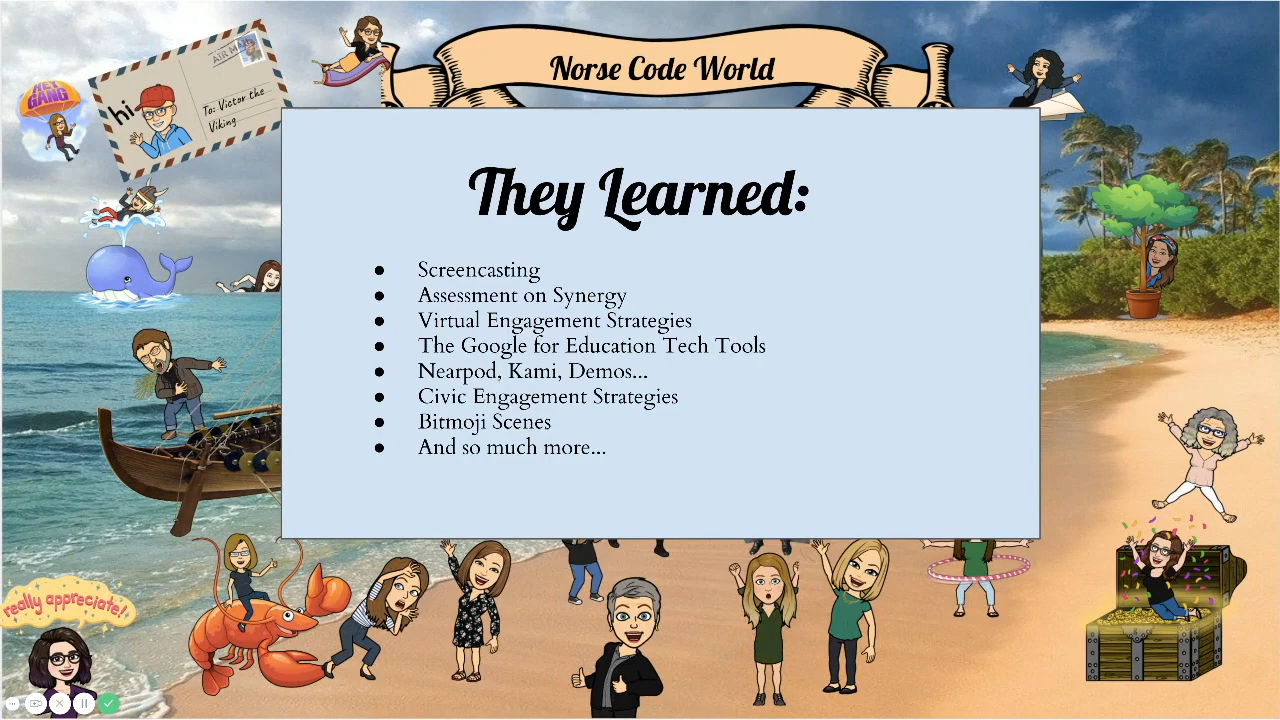 Norse Code World
HEY
GANG
AIR MAIL
hi
To: Victor the
Viking
They Learned:
● Screencasting
● Assessment on Synergy
● Virtual Engagement Strategies
● The Google for Education Tech Tools
● Nearpod, Kami, Demos...
● Civic Engagement Strategies
● Bitmoji Scenes
● And so much more...
really appreciate!